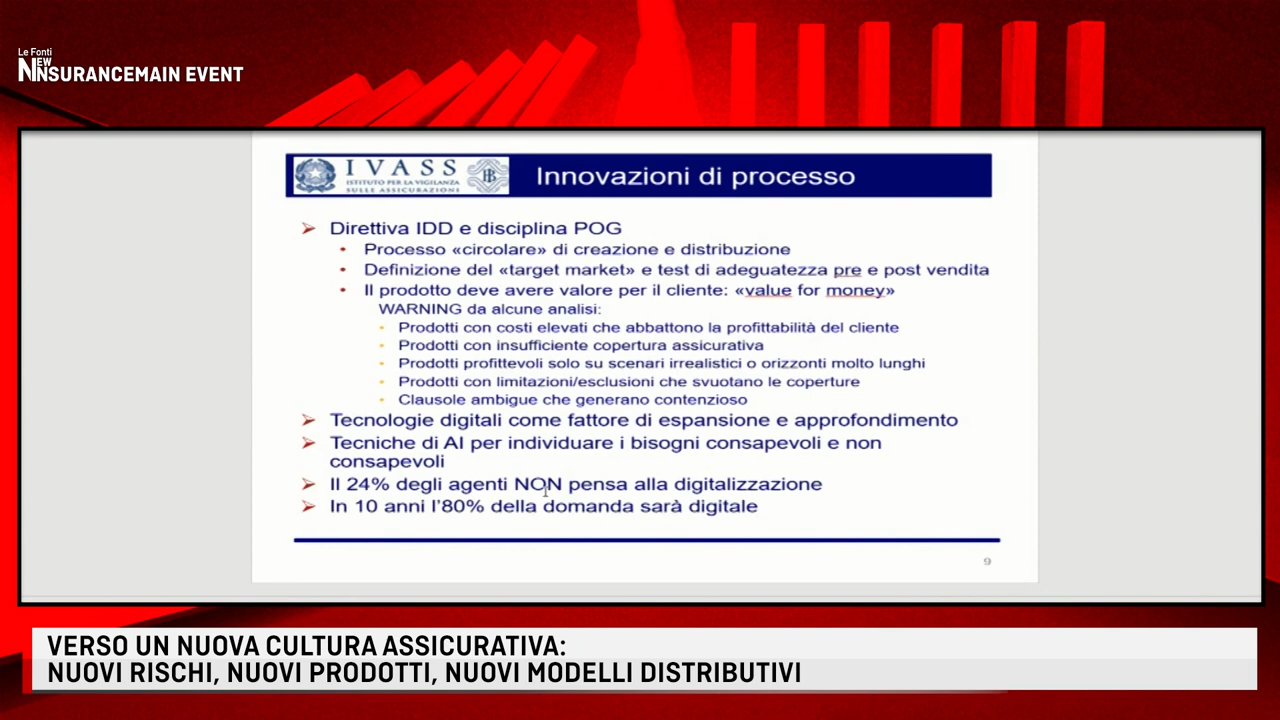 Le Fonti
NEW
INSURANCEMAIN EVENT
IVASS
ISTITUTO PER LA VIGILANZA
SULLE ASSICURAZIONI
Innovazioni di processo
➢ Direttiva IDD e disciplina POG
• Processo «circolare» di creazione e distribuzione
• Definizione del «target market» e test di adeguatezza pre e post vendita
• Il prodotto deve avere valore per il cliente: «value for money»
WARNING da alcune analisi:
• Prodotti con costi elevati che abbattono la profittabilità del cliente
• Prodotti con insufficiente copertura assicurativa
• Prodotti profittevoli solo su scenari irrealistici o orizzonti molto lunghi
• Prodotti con limitazioni/esclusioni che svuotano le coperture
• Clausole ambigue che generano contenzioso
➢ Tecnologie digitali come fattore di espansione e approfondimento
➢ Tecniche di AI per individuare i bisogni consapevoli e non
consapevoli
➢ Il 24% degli agenti NON pensa alla digitalizzazione
➢ In 10 anni l'80% della domanda sarà digitale
9
VERSO UN NUOVA CULTURA ASSICURATIVA:
NUOVI RISCHI, NUOVI PRODOTTI, NUOVI MODELLI DISTRIBUTIVI